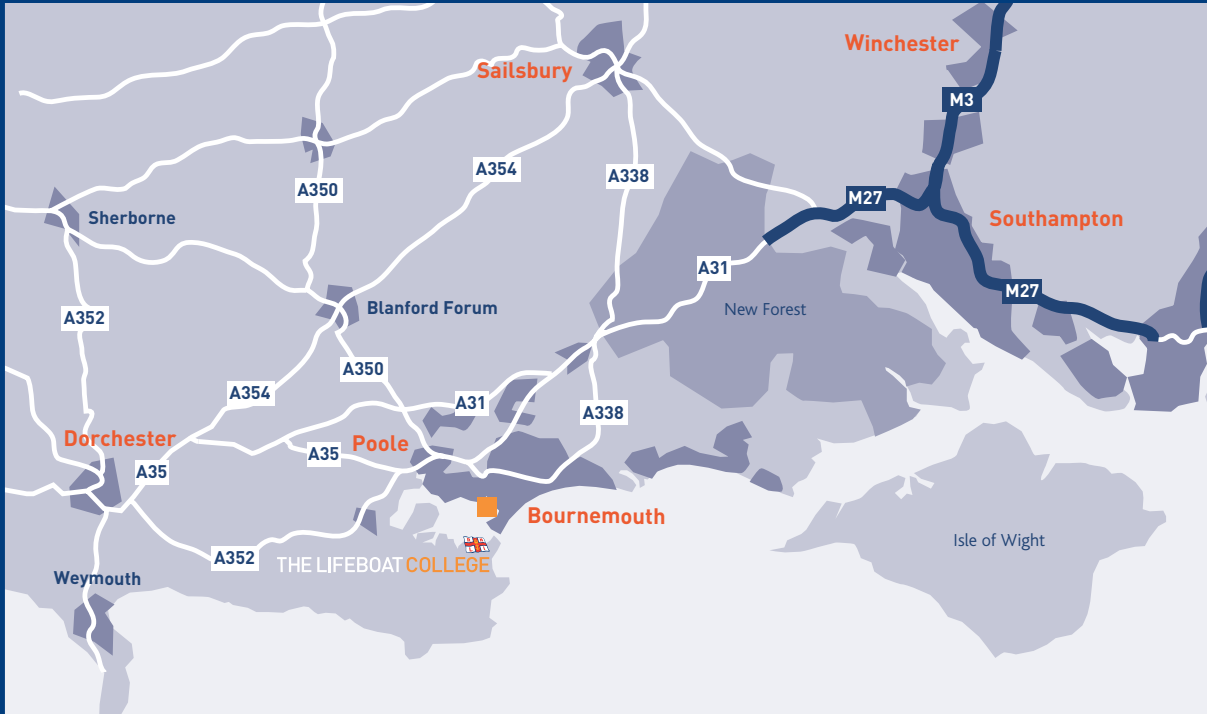 Winchester
Sailsbury
M3
A354
A338
A350
M27
Sherborne
Southampton
A31
M27
Blanford Forum
New Forest
A352
A350
A354
A31
A338
Dorchester
Poole
A35
A35
Bournemouth
Isle of Wight
A352
THE LIFEBOAT COLLEGE
Weymouth